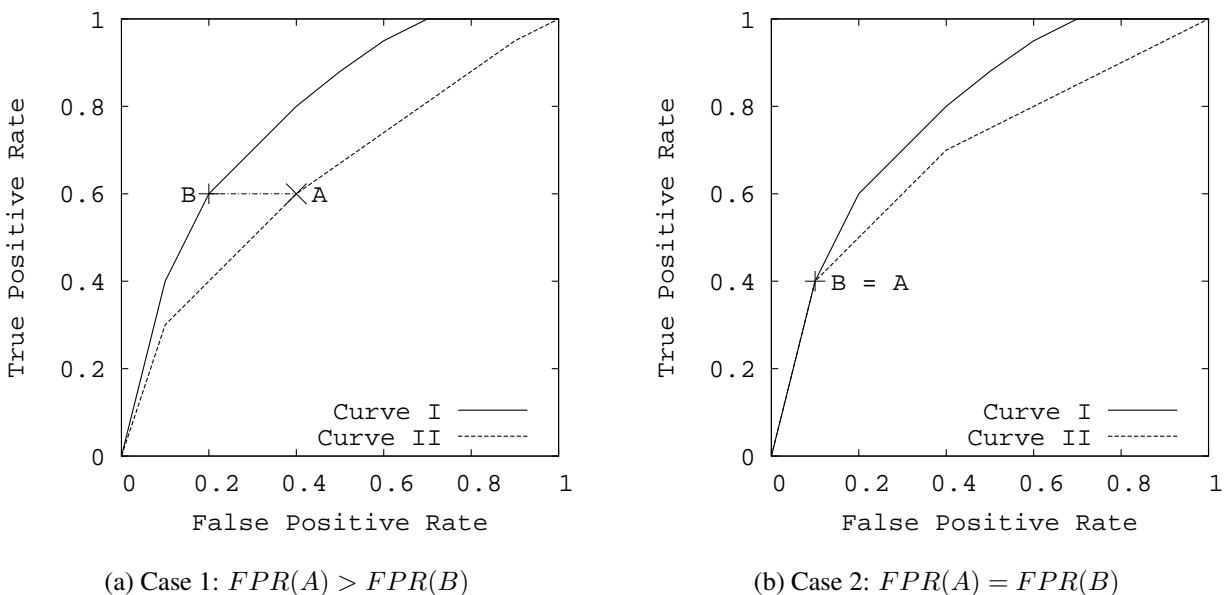 1
0.8
0.6
0.4
0.2
0
True Positive Rate
B
A
Curve I
Curve II
0 0.2 0.4 0.6 0.8 1
False Positive Rate
(a) Case 1: FPR(A) > FPR(B)
1
0.8
0.6
0.4
0.2
0
True Positive Rate
B = A
Curve I
Curve II
0 0.2 0.4 0.6 0.8 1
False Positive Rate
(b) Case 2: FPR(A) = FPR(B)